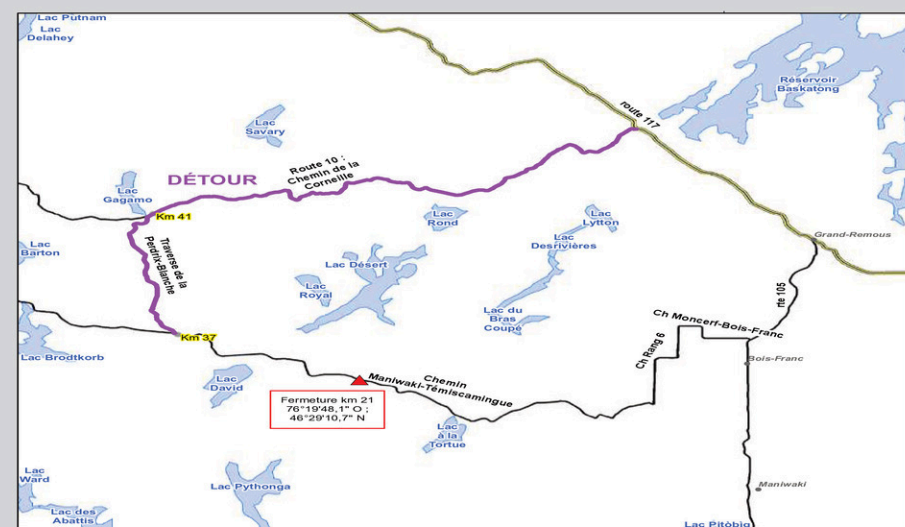 Lac Putnam
Lac
Delahey
Réservoir
Baskatong
route 117
Lac
Savary
Route 10 :
Chemin de la
Corneille
DÉTOUR
Lac
Gagamo
Km 41
Lac
Rond
Lac
Lytton
Lac
Desrivières
Grand-Remous
Lac
Barton
Traverse de la
Perdrix-Blanche
Lac Désert
Lac
Royal
rte 105
Lac du
Bras
Coupé
Ch Moncerf-Bois-Franc
Km 37
Ch Rang 6
Bois-Franc
Lac Brodtkorb
Lac
David
Chemin
Maniwaki-Témiscamingue
Fermeture km 21
76°19'48,1" O ;
46°29'10,7" N
Lac
à la
Tortue
Lac
Ward
Lac Pythonga
Maniwaki
Lac des
Abattis
Lac Pitòbig